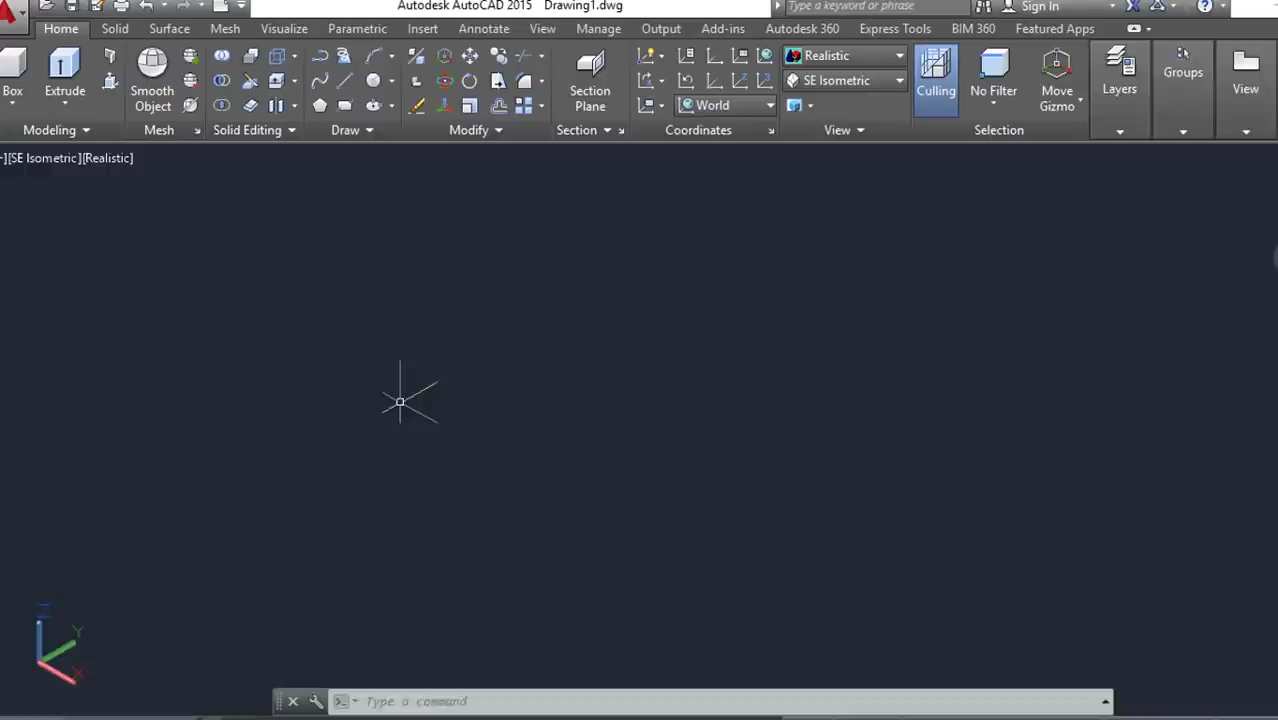 Autodesk AutoCAD 2015 Drawing1.dwg
Type a keyword or phrase
Sign In
Home Solid Surface Mesh Visualize Parametric Insert Annotate View Manage Output Add-ins Autodesk 360 Express Tools BIM 360 Featured Apps
Box
Extrude
Smooth
Object
Section
Plane
Realistic
SE Isometric
World
Culling
No Filter
Move
Gizmo
Layers
Groups
View
Modeling
Mesh
Solid Editing
Draw
Modify
Section
Coordinates
View
Selection
][SE Isometric][Realistic]
Z
Y
X
Type a command